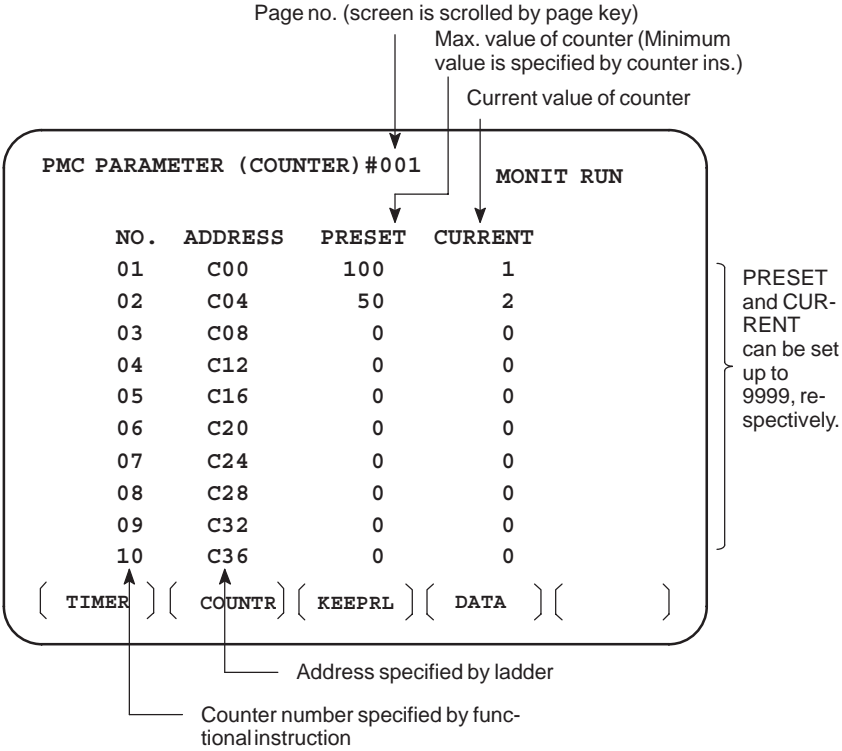 Page no. (screen is scrolled by page key)
Max. value of counter (Minimum
value is specified by counter ins.)
Current value of counter
PMC PARAMETER (COUNTER)#001
MONIT RUN
NO. ADDRESS PRESET CURRENT
01 C00 100 1
02 C04 50 2
03 C08 0 0
04 C12 0 0
05 C16 0 0
06 C20 0 0
07 C24 0 0
08 C28 0 0
09 C32 0 0
10 C36 0 0
PRESET
and CUR-
RENT
can be set
up to
9999, re-
spectively.
TIMER COUNTR KEEPRL DATA
Address specified by ladder
Counter number specified by func-
tional instruction